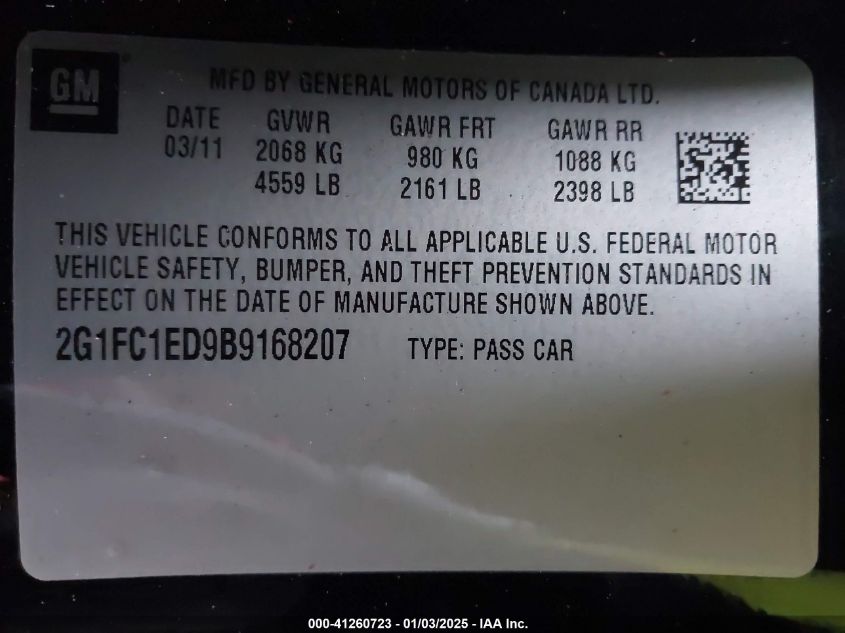 GM
MFD BY GENERAL MOTORS OF CANADA LTD.
DATE GVWR GAWR FRT GAWR RR
03/11 2068 KG 980 KG 1088 KG
4559 LB 2161 LB 2398 LB
THIS VEHICLE CONFORMS TO ALL APPLICABLE U.S. FEDERAL MOTOR
VEHICLE SAFETY, BUMPER, AND THEFT PREVENTION STANDARDS IN
EFFECT ON THE DATE OF MANUFACTURE SHOWN ABOVE.
2G1FC1ED9B9168207 TYPE: PASS CAR
000-41260723 - 01/03/2025 - IAA Inc.